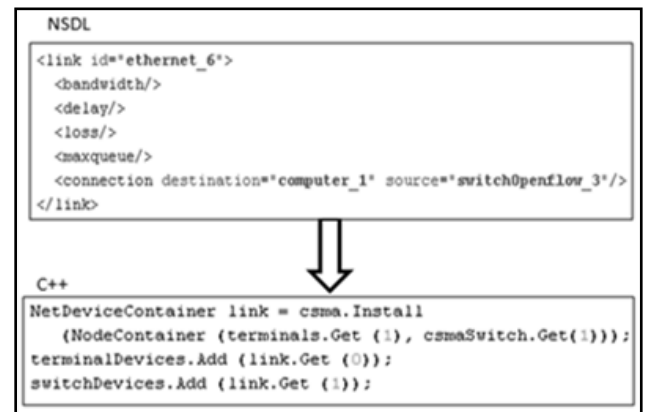 NSDL
<link id="ethernet_6">
<bandwidth/>
<delay/>
<loss/>
<maxqueue/>
<connection destination="computer_1" source="switchOpenflow_3"/>
</link>
C++
NetDeviceContainer link = csma.Install
(NodeContainer (terminals.Get (1), csmaSwitch.Get(1)));
terminalDevices.Add (link.Get (0));
switchDevices.Add (link.Get (1));